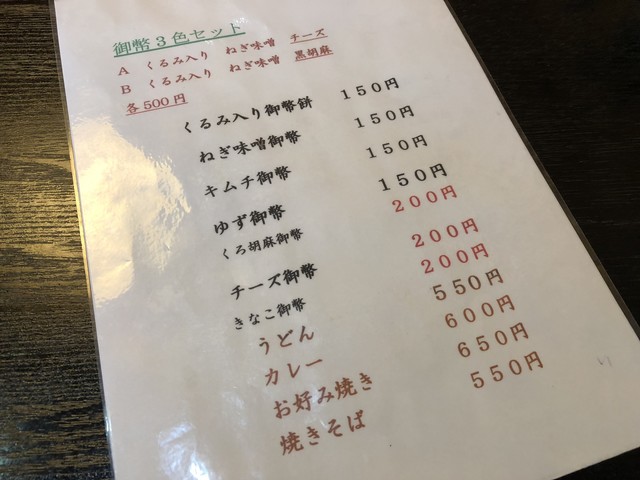 御幣３色セット
A くるみ入り ねぎ味噌 チーズ
B くるみ入り ねぎ味噌 黒胡麻
各500円
くるみ入り御幣餅 １５０円
ねぎ味噌御幣 １５０円
キムチ御幣 １５０円
ゆず御幣 １５０円
くろ胡麻御幣 ２００円
チーズ御幣 ２００円
きなこ御幣 ２００円
うどん ５５０円
カレー ６００円
お好み焼き ６５０円
焼きそば ５５０円